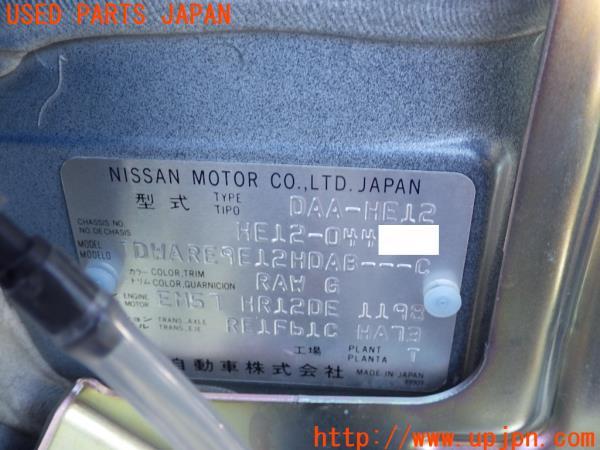 USED PARTS JAPAN
NISSAN MOTOR CO.,LTD. JAPAN
型式 TYPE TIPO DAA-HE12
CHASSIS NO. NO.DECHASIS HE12-044
MODEL MODELO DWARE9E12HDAB---C
カラー COLOR,TRIM トリム COLOR,GUARNICION RAW G
ENGINE MOTOR EM57 HR12DE 1198
TRANS.,AXLE TRANS.,EJE RE1F61C HA73
工場 PLANT PLANTA T
自動車株式会社 MADE IN JAPAN
http://www.upjpn.com